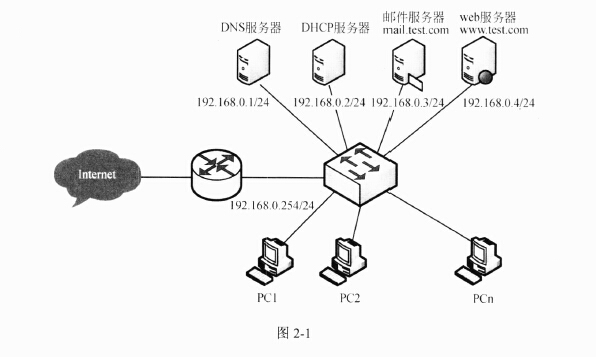 DNS服务器
DHCP服务器
邮件服务器
mail.test.com
web服务器
www.test.com
192.168.0.1/24
192.168.0.2/24
192.168.0.3/24
192.168.0.4/24
Internet
192.168.0.254/24
PC1
PC2
PCn
图 2-1